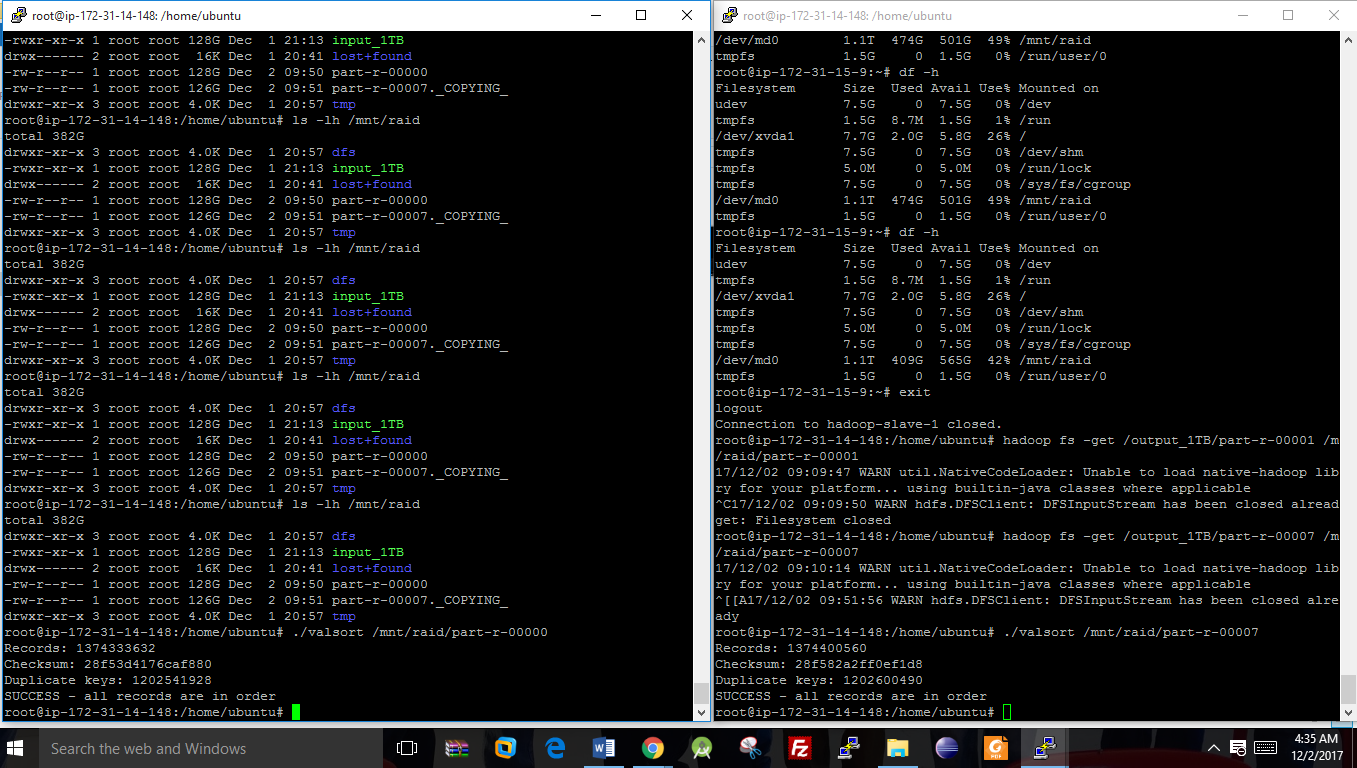 root@ip-172-31-14-148: /home/ubuntu
-rwxr-xr-x 1 root root 128G Dec  1 21:13 input_1TB
drwx------ 2 root root  16K Dec  1 20:41 lost+found
-rw-r--r-- 1 root root 128G Dec  2 09:50 part-r-00000
-rw-r--r-- 1 root root 126G Dec  2 09:51 part-r-00007._COPYING_
drwxr-xr-x 3 root root 4.0K Dec  1 20:57 tmp
root@ip-172-31-14-148:/home/ubuntu# ls -lh /mnt/raid
total 382G
drwxr-xr-x 3 root root 4.0K Dec  1 20:57 dfs
-rwxr-xr-x 1 root root 128G Dec  1 21:13 input_1TB
drwx------ 2 root root  16K Dec  1 20:41 lost+found
-rw-r--r-- 1 root root 128G Dec  2 09:50 part-r-00000
-rw-r--r-- 1 root root 126G Dec  2 09:51 part-r-00007._COPYING_
drwxr-xr-x 3 root root 4.0K Dec  1 20:57 tmp
root@ip-172-31-14-148:/home/ubuntu# ls -lh /mnt/raid
total 382G
drwxr-xr-x 3 root root 4.0K Dec  1 20:57 dfs
-rwxr-xr-x 1 root root 128G Dec  1 21:13 input_1TB
drwx------ 2 root root  16K Dec  1 20:41 lost+found
-rw-r--r-- 1 root root 128G Dec  2 09:50 part-r-00000
-rw-r--r-- 1 root root 126G Dec  2 09:51 part-r-00007._COPYING_
drwxr-xr-x 3 root root 4.0K Dec  1 20:57 tmp
root@ip-172-31-14-148:/home/ubuntu# ls -lh /mnt/raid
total 382G
drwxr-xr-x 3 root root 4.0K Dec  1 20:57 dfs
-rwxr-xr-x 1 root root 128G Dec  1 21:13 input_1TB
drwx------ 2 root root  16K Dec  1 20:41 lost+found
-rw-r--r-- 1 root root 128G Dec  2 09:50 part-r-00000
-rw-r--r-- 1 root root 126G Dec  2 09:51 part-r-00007._COPYING_
drwxr-xr-x 3 root root 4.0K Dec  1 20:57 tmp
root@ip-172-31-14-148:/home/ubuntu# ls -lh /mnt/raid
total 382G
drwxr-xr-x 3 root root 4.0K Dec  1 20:57 dfs
-rwxr-xr-x 1 root root 128G Dec  1 21:13 input_1TB
drwx------ 2 root root  16K Dec  1 20:41 lost+found
-rw-r--r-- 1 root root 128G Dec  2 09:50 part-r-00000
-rw-r--r-- 1 root root 126G Dec  2 09:51 part-r-00007._COPYING_
drwxr-xr-x 3 root root 4.0K Dec  1 20:57 tmp
root@ip-172-31-14-148:/home/ubuntu# ./valsort /mnt/raid/part-r-00000
Records: 1374333632
Checksum: 28f53d4176caf880
Duplicate keys: 1202541928
SUCCESS - all records are in order
root@ip-172-31-14-148:/home/ubuntu#
root@ip-172-31-14-148: /home/ubuntu
/dev/md0        1.1T  474G  501G  49% /mnt/raid
tmpfs           1.5G     0  1.5G   0% /run/user/0
root@ip-172-31-15-9:~# df -h
Filesystem      Size  Used Avail Use% Mounted on
udev            7.5G     0  7.5G   0% /dev
tmpfs           1.5G  8.7M  1.5G   1% /run
/dev/xvda1      7.7G  2.0G  5.8G  26% /
tmpfs           7.5G     0  7.5G   0% /dev/shm
tmpfs           5.0M     0  5.0M   0% /run/lock
tmpfs           7.5G     0  7.5G   0% /sys/fs/cgroup
/dev/md0        1.1T  474G  501G  49% /mnt/raid
tmpfs           1.5G     0  1.5G   0% /run/user/0
root@ip-172-31-15-9:~# df -h
Filesystem      Size  Used Avail Use% Mounted on
udev            7.5G     0  7.5G   0% /dev
tmpfs           1.5G  8.7M  1.5G   1% /run
/dev/xvda1      7.7G  2.0G  5.8G  26% /
tmpfs           7.5G     0  7.5G   0% /dev/shm
tmpfs           5.0M     0  5.0M   0% /run/lock
tmpfs           7.5G     0  7.5G   0% /sys/fs/cgroup
/dev/md0        1.1T  409G  565G  42% /mnt/raid
tmpfs           1.5G     0  1.5G   0% /run/user/0
root@ip-172-31-15-9:~# exit
logout
Connection to hadoop-slave-1 closed.
root@ip-172-31-14-148:/home/ubuntu# hadoop fs -get /output_1TB/part-r-00001 /m
/raid/part-r-00001
17/12/02 09:09:47 WARN util.NativeCodeLoader: Unable to load native-hadoop lib
ry for your platform... using builtin-java classes where applicable
^C17/12/02 09:09:50 WARN hdfs.DFSClient: DFSInputStream has been closed alread
get: Filesystem closed
root@ip-172-31-14-148:/home/ubuntu# hadoop fs -get /output_1TB/part-r-00007 /m
/raid/part-r-00007
17/12/02 09:10:14 WARN util.NativeCodeLoader: Unable to load native-hadoop lib
ry for your platform... using builtin-java classes where applicable
^[[A17/12/02 09:51:56 WARN hdfs.DFSClient: DFSInputStream has been closed alre
ady
root@ip-172-31-14-148:/home/ubuntu# ./valsort /mnt/raid/part-r-00007
Records: 1374400560
Checksum: 28f582a2ff0ef1d8
Duplicate keys: 1202600490
SUCCESS - all records are in order
root@ip-172-31-14-148:/home/ubuntu#
Search the web and Windows
4:35 AM
12/2/2017